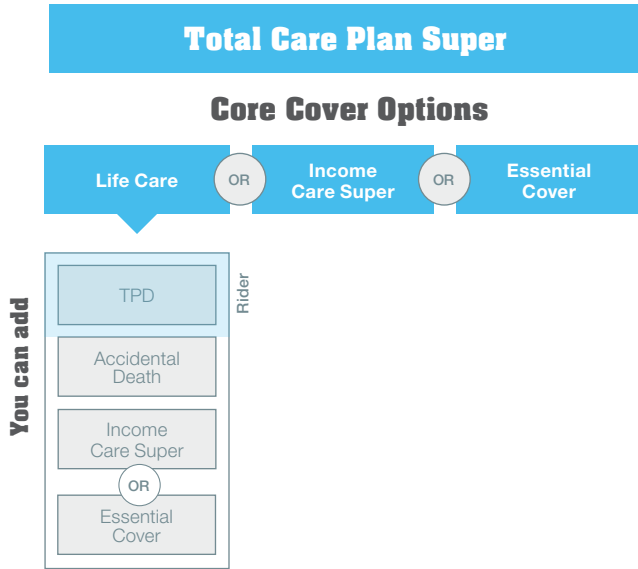 Total Care Plan Super
Core Cover Options
Life Care
OR
Income
Care Super
OR
Essential
Cover
You can add
TPD
Rider
Accidental
Death
Income
Care Super
OR
Essential
Cover